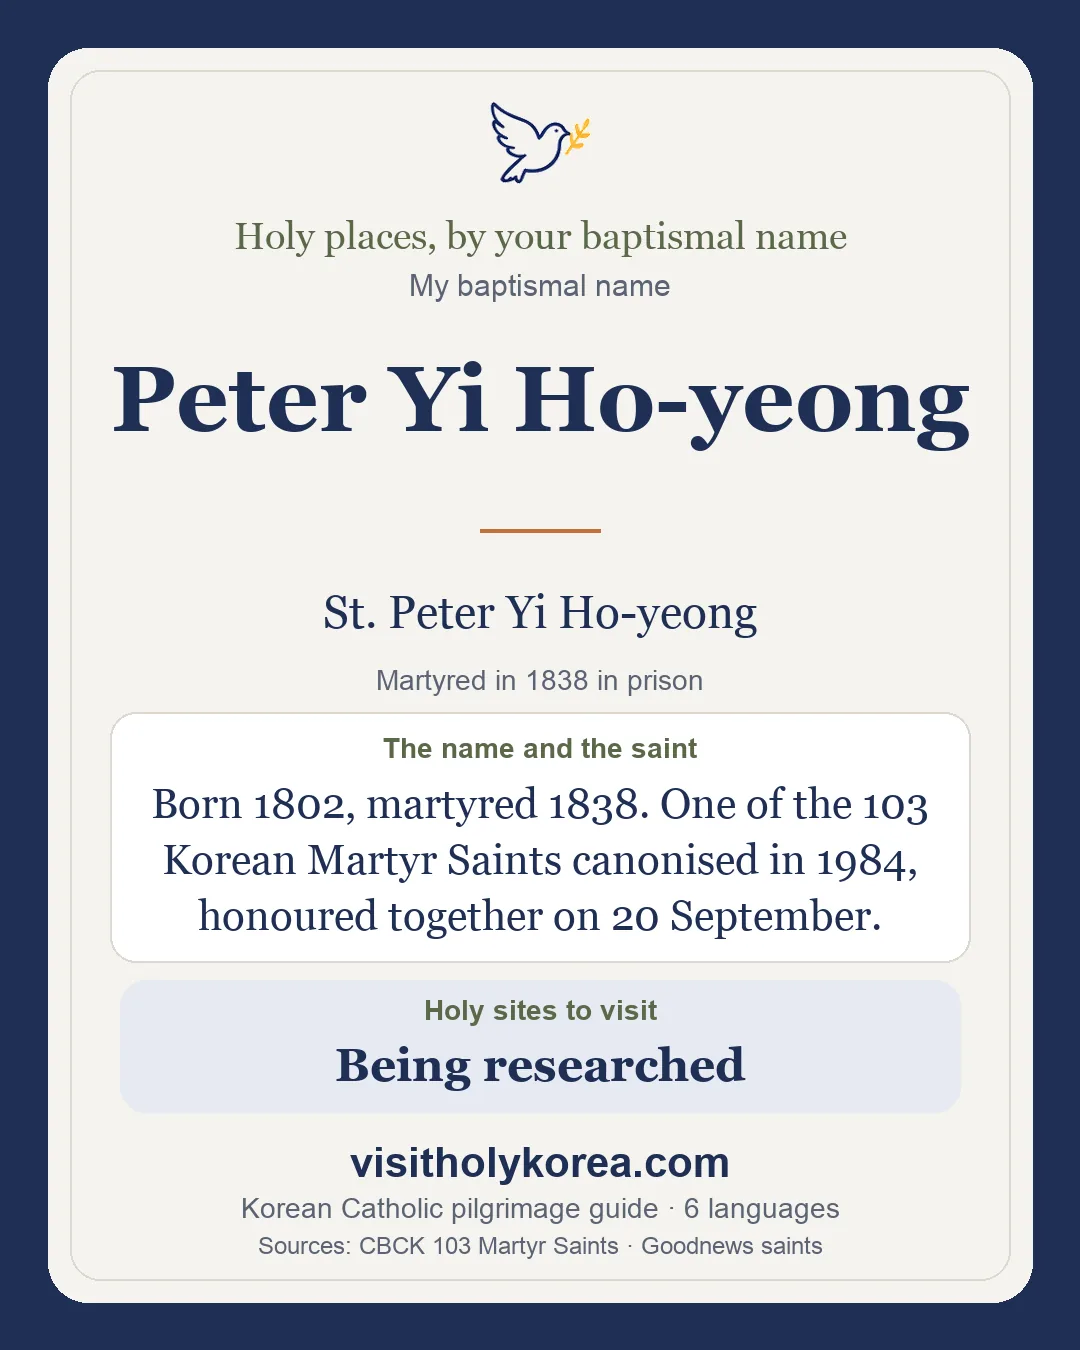 Holy places, by your baptismal name
My baptismal name
Peter Yi Ho-yeong
St. Peter Yi Ho-yeong
Martyred in 1838 in prison
The name and the saint
Born 1802, martyred 1838. One of the 103
Korean Martyr Saints canonised in 1984,
honoured together on 20 September.
Holy sites to visit
Being researched
visitholykorea.com
Korean Catholic pilgrimage guide · 6 languages
Sources: CBCK 103 Martyr Saints · Goodnews saints